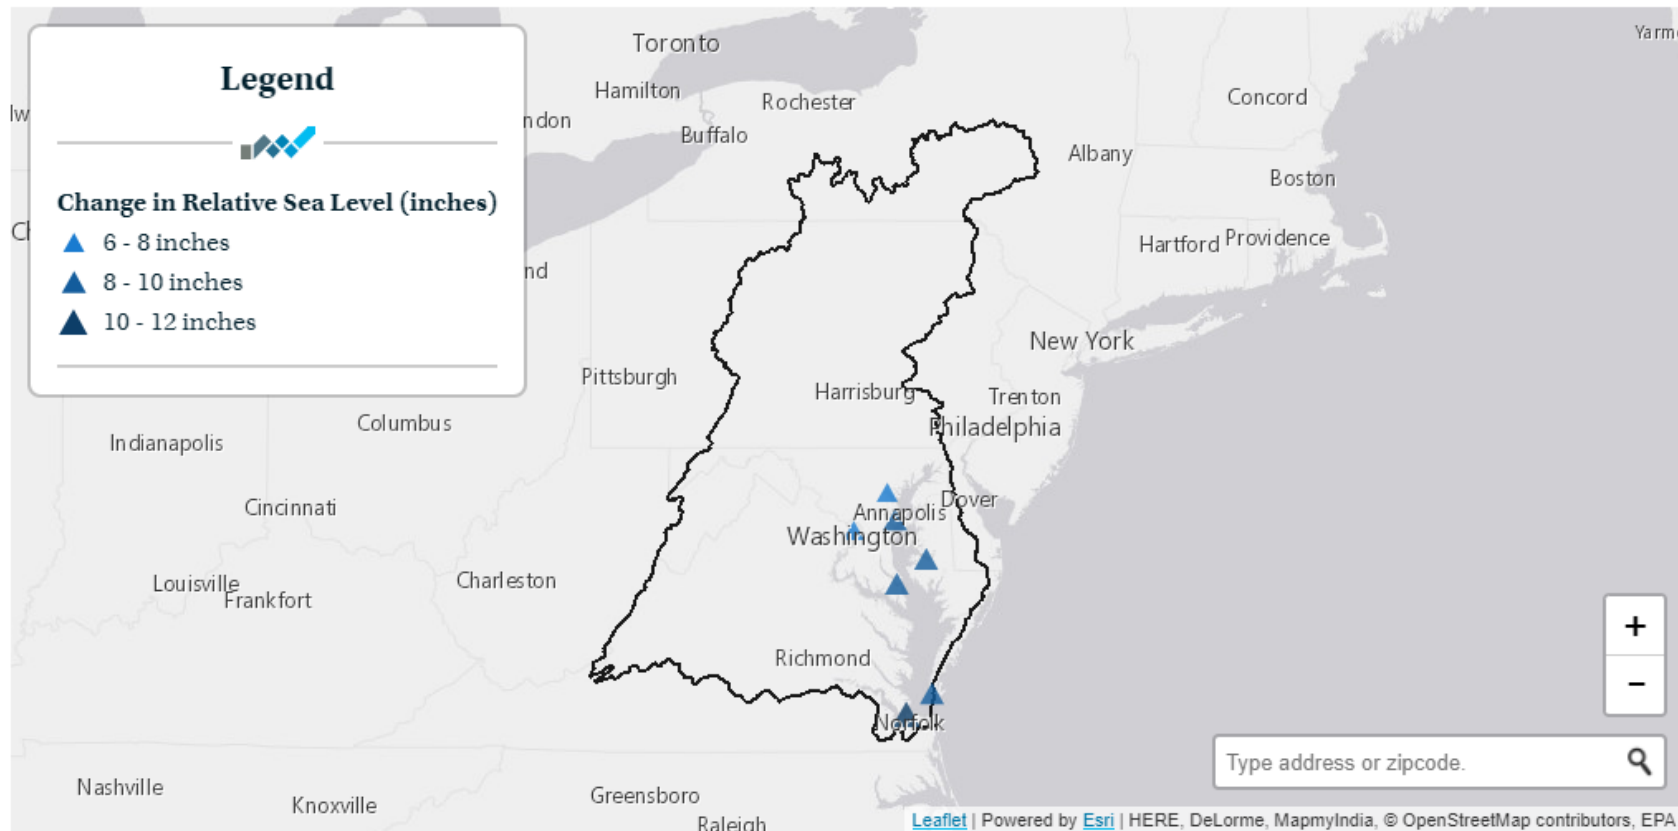 Legend
Change in Relative Sea Level (inches)
6 - 8 inches
8 - 10 inches
10 - 12 inches
Toronto
Hamilton
Rochester
Buffalo
ndon
Concord
Yarm
Albany
Boston
Hartford
Providence
nd
New York
Pittsburgh
Harrisburg
Trenton
Philadelphia
Columbus
Indianapolis
Cincinnati
Dover
Annapolis
Washington
Louisville
Frankfort
Charleston
Richmond
Norfolk
Nashville
Knoxville
Greensboro
Raleigh
+
−
Type address or zipcode.
Leaflet | Powered by Esri | HERE, DeLorme, MapmyIndia, © OpenStreetMap contributors, EPA